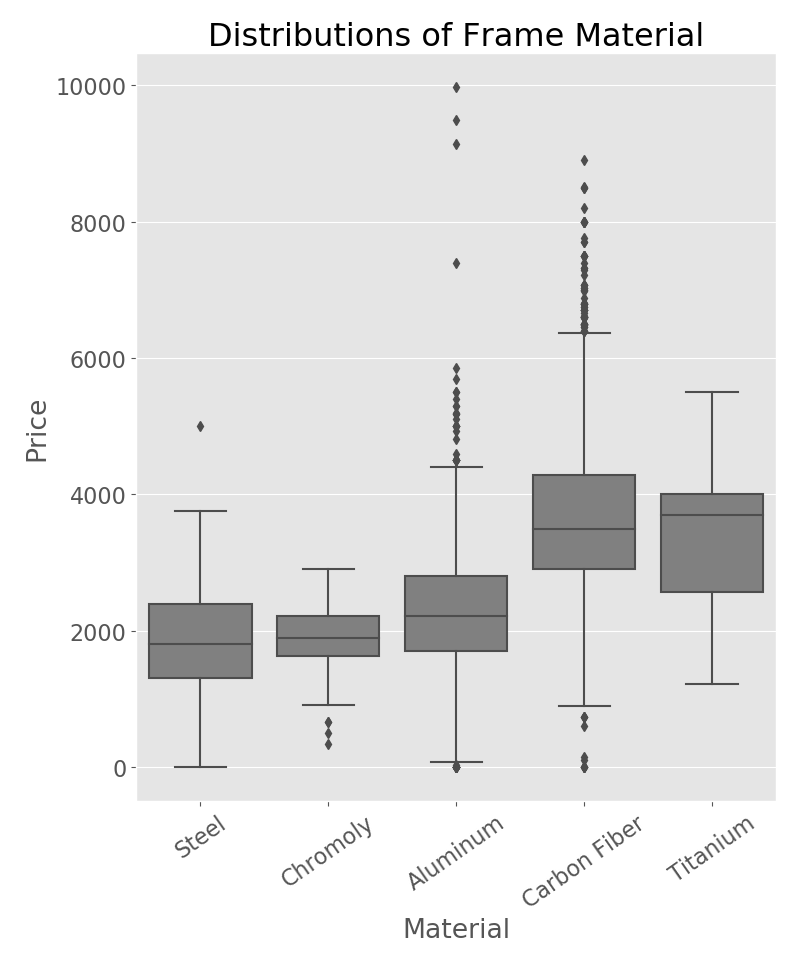 Distributions of Frame Material
Price
10000
8000
6000
4000
2000
0
Steel
Chromoly
Aluminum
Carbon Fiber
Titanium
Material